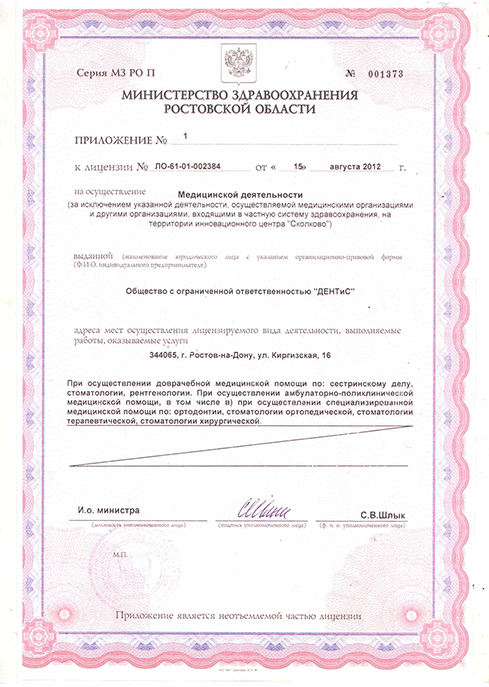 Серия МЗ РО П № 001373
МИНИСТЕРСТВО ЗДРАВООХРАНЕНИЯ
РОСТОВСКОЙ ОБЛАСТИ
ПРИЛОЖЕНИЕ № 1
к лицензии № ЛО-61-01-002384 от « 15» августа 2012 г.
на осуществление Медицинской деятельности
(за исключением указанной деятельности, осуществляемой медицинскими организациями
и другими организациями, входящими в частную систему здравоохранения, на
территории инновационного центра "Сколково")
выданной (наименование юридического лица с указанием организационно-правовой формы
(Ф.И.О. индивидуального предпринимателя)
Общество с ограниченной ответственностью "ДЕНТиС"
адреса мест осуществления лицензируемого вида деятельности, выполняемые
работы, оказываемые услуги
344065, г. Ростов-на-Дону, ул. Киргизская, 16
При осуществлении доврачебной медицинской помощи по: сестринскому делу,
стоматологии, рентгенологии. При осуществлении амбулаторно-поликлинической
медицинской помощи, в том числе в) при осуществлении специализированной
медицинской помощи по: ортодонтии, стоматологии ортопедической, стоматологии
терапевтической, стоматологии хирургической.
И.о. министра С.В.Шлык
(должность уполномоченного лица) (подпись уполномоченного лица) (ф. и. о. уполномоченного лица)
М.П.
Приложение является неотъемлемой частью лицензии